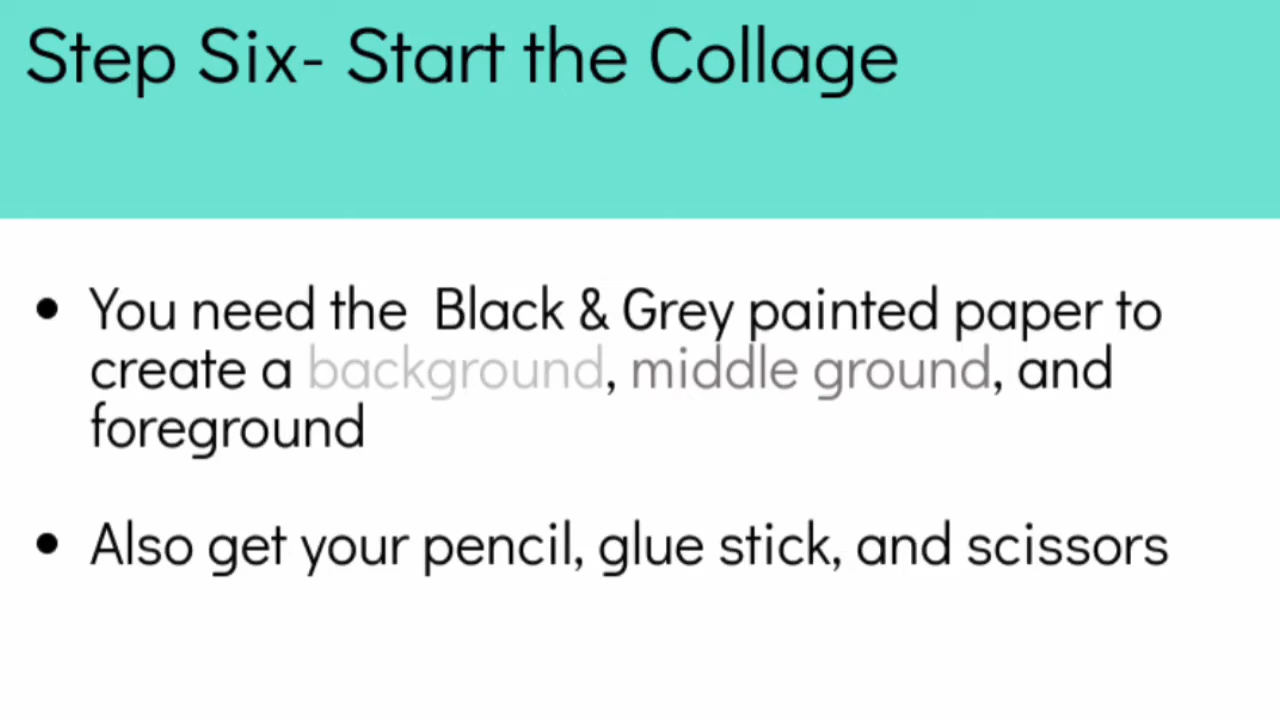 Step Six- Start the Collage
• You need the  Black & Grey painted paper to
create a background, middle ground, and
foreground
• Also get your pencil, glue stick, and scissors